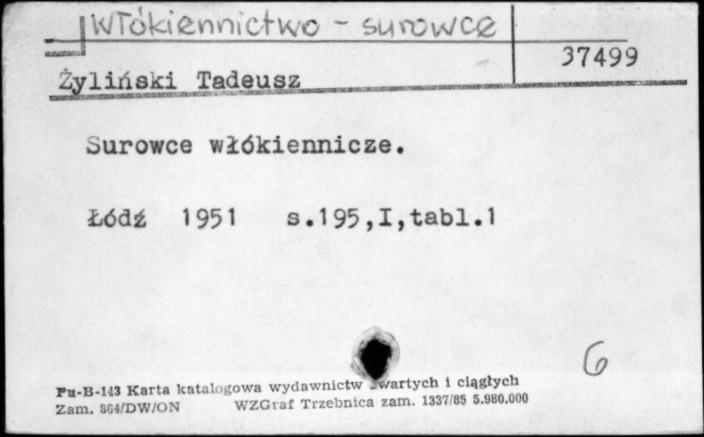 Włókiennictwo - surowce
37499
Żyliński Tadeusz
Surowce włókiennicze.
Łódź 1951 s.195,I,tabl.1
6
Pu-B-143 Karta katalogowa wydawnictw zwartych i ciągłych
Zam. 864/DW/ON WZGraf Trzebnica zam. 1337/85 5.980.000